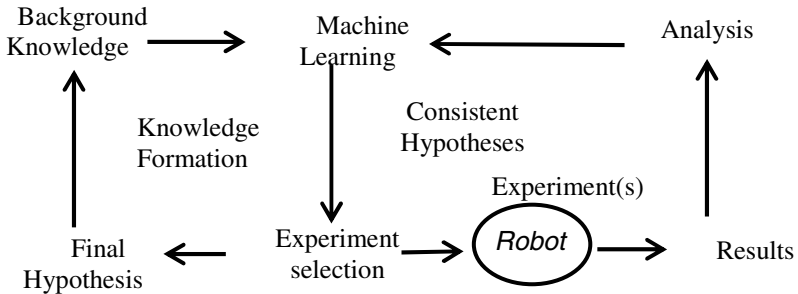 Background
Knowledge
Machine
Learning
Analysis
Knowledge
Formation
Consistent
Hypotheses
Experiment(s)
Final
Hypothesis
Experiment
selection
Robot
Results